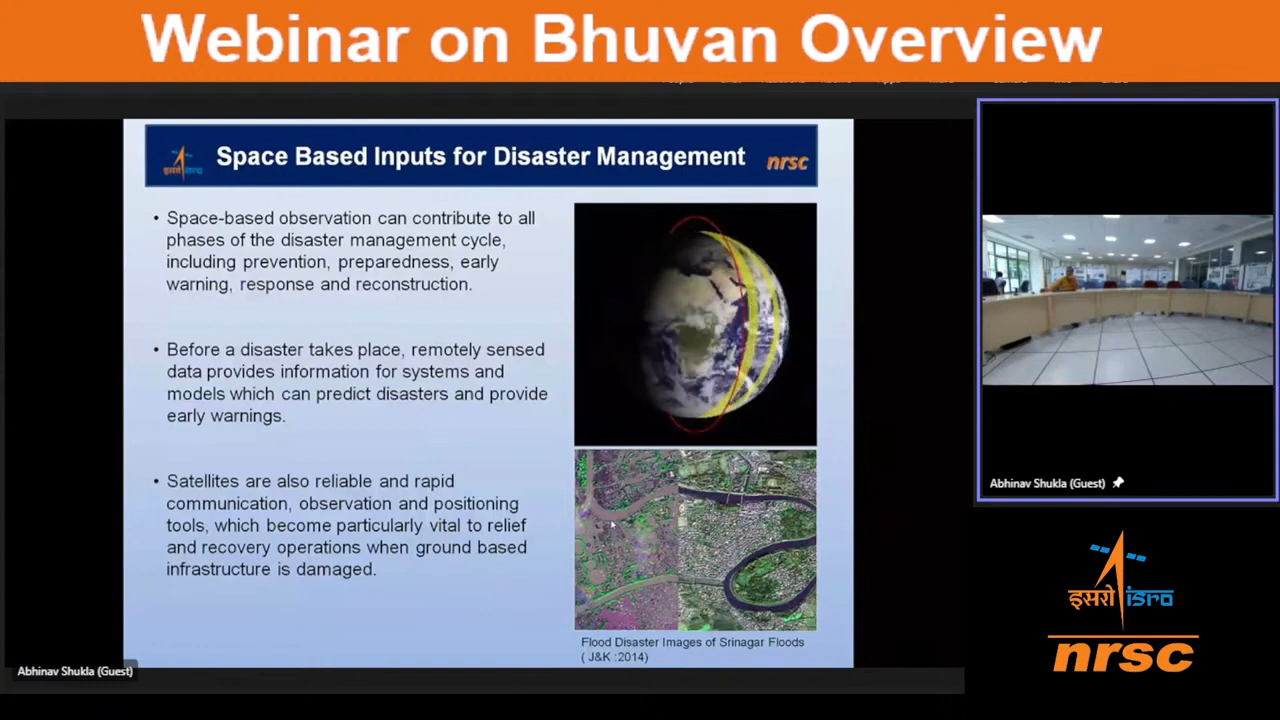 Webinar on Bhuvan Overview
इसरो
Space Based Inputs for Disaster Management
nrsc
• Space-based observation can contribute to all
phases of the disaster management cycle,
including prevention, preparedness, early
warning, response and reconstruction.
• Before a disaster takes place, remotely sensed
data provides information for systems and
models which can predict disasters and provide
early warnings.
• Satellites are also reliable and rapid
communication, observation and positioning
tools, which become particularly vital to relief
and recovery operations when ground based
infrastructure is damaged.
Flood Disaster Images of Srinagar Floods
( J&K :2014)
Abhinav Shukla (Guest)
Abhinav Shukla (Guest)
इसरो isro
nrsc